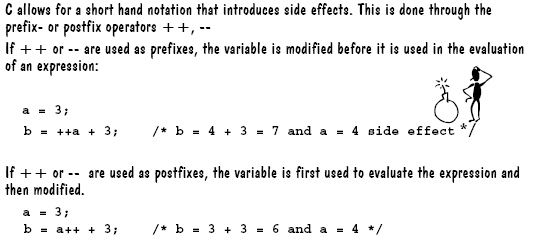 C allows for a short hand notation that introduces side effects. This is done through the
prefix- or postfix operators ++, --
If ++ or -- are used as prefixes, the variable is modified before it is used in the evaluation
of an expression:
a = 3;
b = ++a + 3;     /* b = 4 + 3 = 7 and a = 4 side effect */
If ++ or -- are used as postfixes, the variable is first used to evaluate the expression and
then modified.
a = 3;
b = a++ + 3;     /* b = 3 + 3 = 6 and a = 4 */